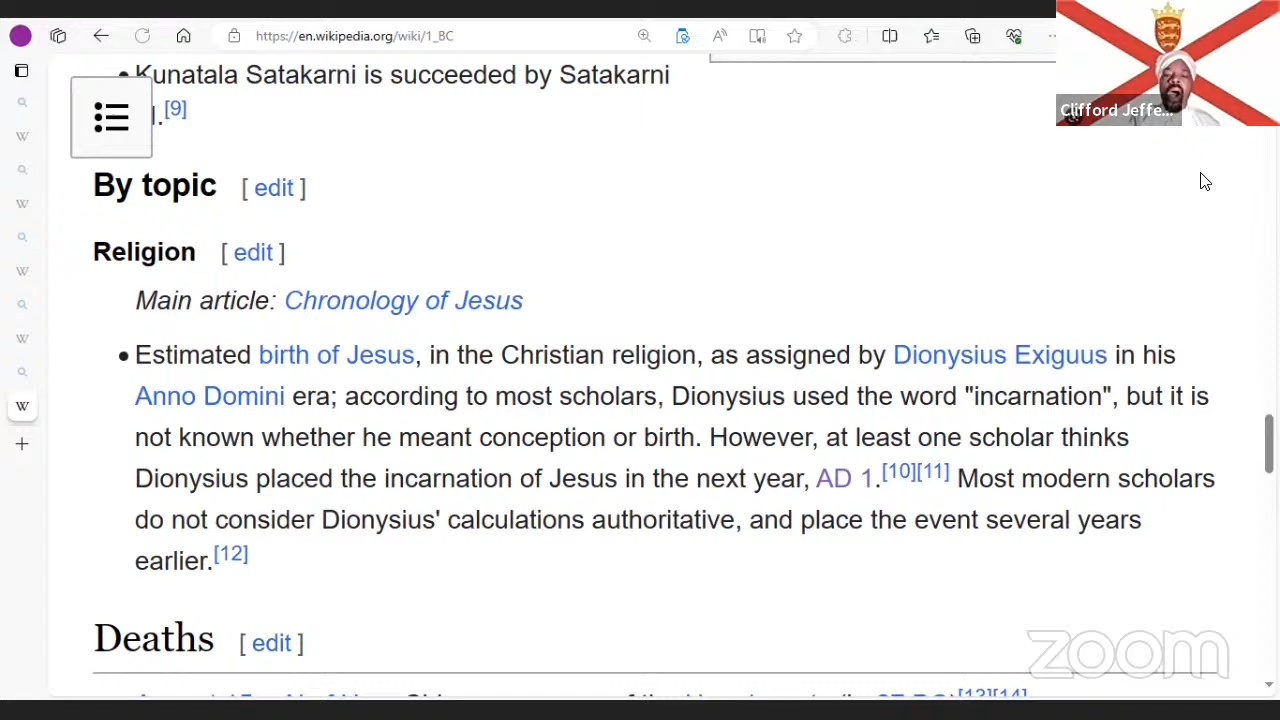 https://en.wikipedia.org/wiki/1_BC
Clifford Jeffe...
Kunatala Satakarni is succeeded by Satakarni
.[9]
By topic [ edit ]
Religion [ edit ]
Main article: Chronology of Jesus
Estimated birth of Jesus, in the Christian religion, as assigned by Dionysius Exiguus in his
Anno Domini era; according to most scholars, Dionysius used the word "incarnation", but it is
not known whether he meant conception or birth. However, at least one scholar thinks
Dionysius placed the incarnation of Jesus in the next year, AD 1.[10][11] Most modern scholars
do not consider Dionysius' calculations authoritative, and place the event several years
earlier.[12]
Deaths [ edit ]
zoom